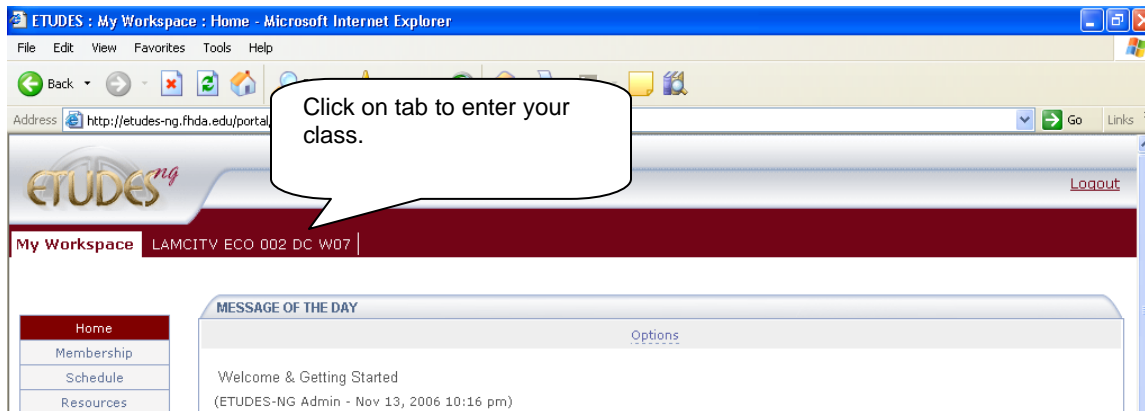 ETUDES : My Workspace : Home - Microsoft Internet Explorer
File Edit View Favorites Tools Help
Back
Click on tab to enter your
class.
Address http://etudes-ng.fhda.edu/portal/ Go Links
ETUDES ng
Logout
My Workspace LAMCITV ECO 002 DC W07
MESSAGE OF THE DAY
Home
Options
Membership
Schedule
Welcome & Getting Started
Resources
(ETUDES-NG Admin - Nov 13, 2006 10:16 pm)